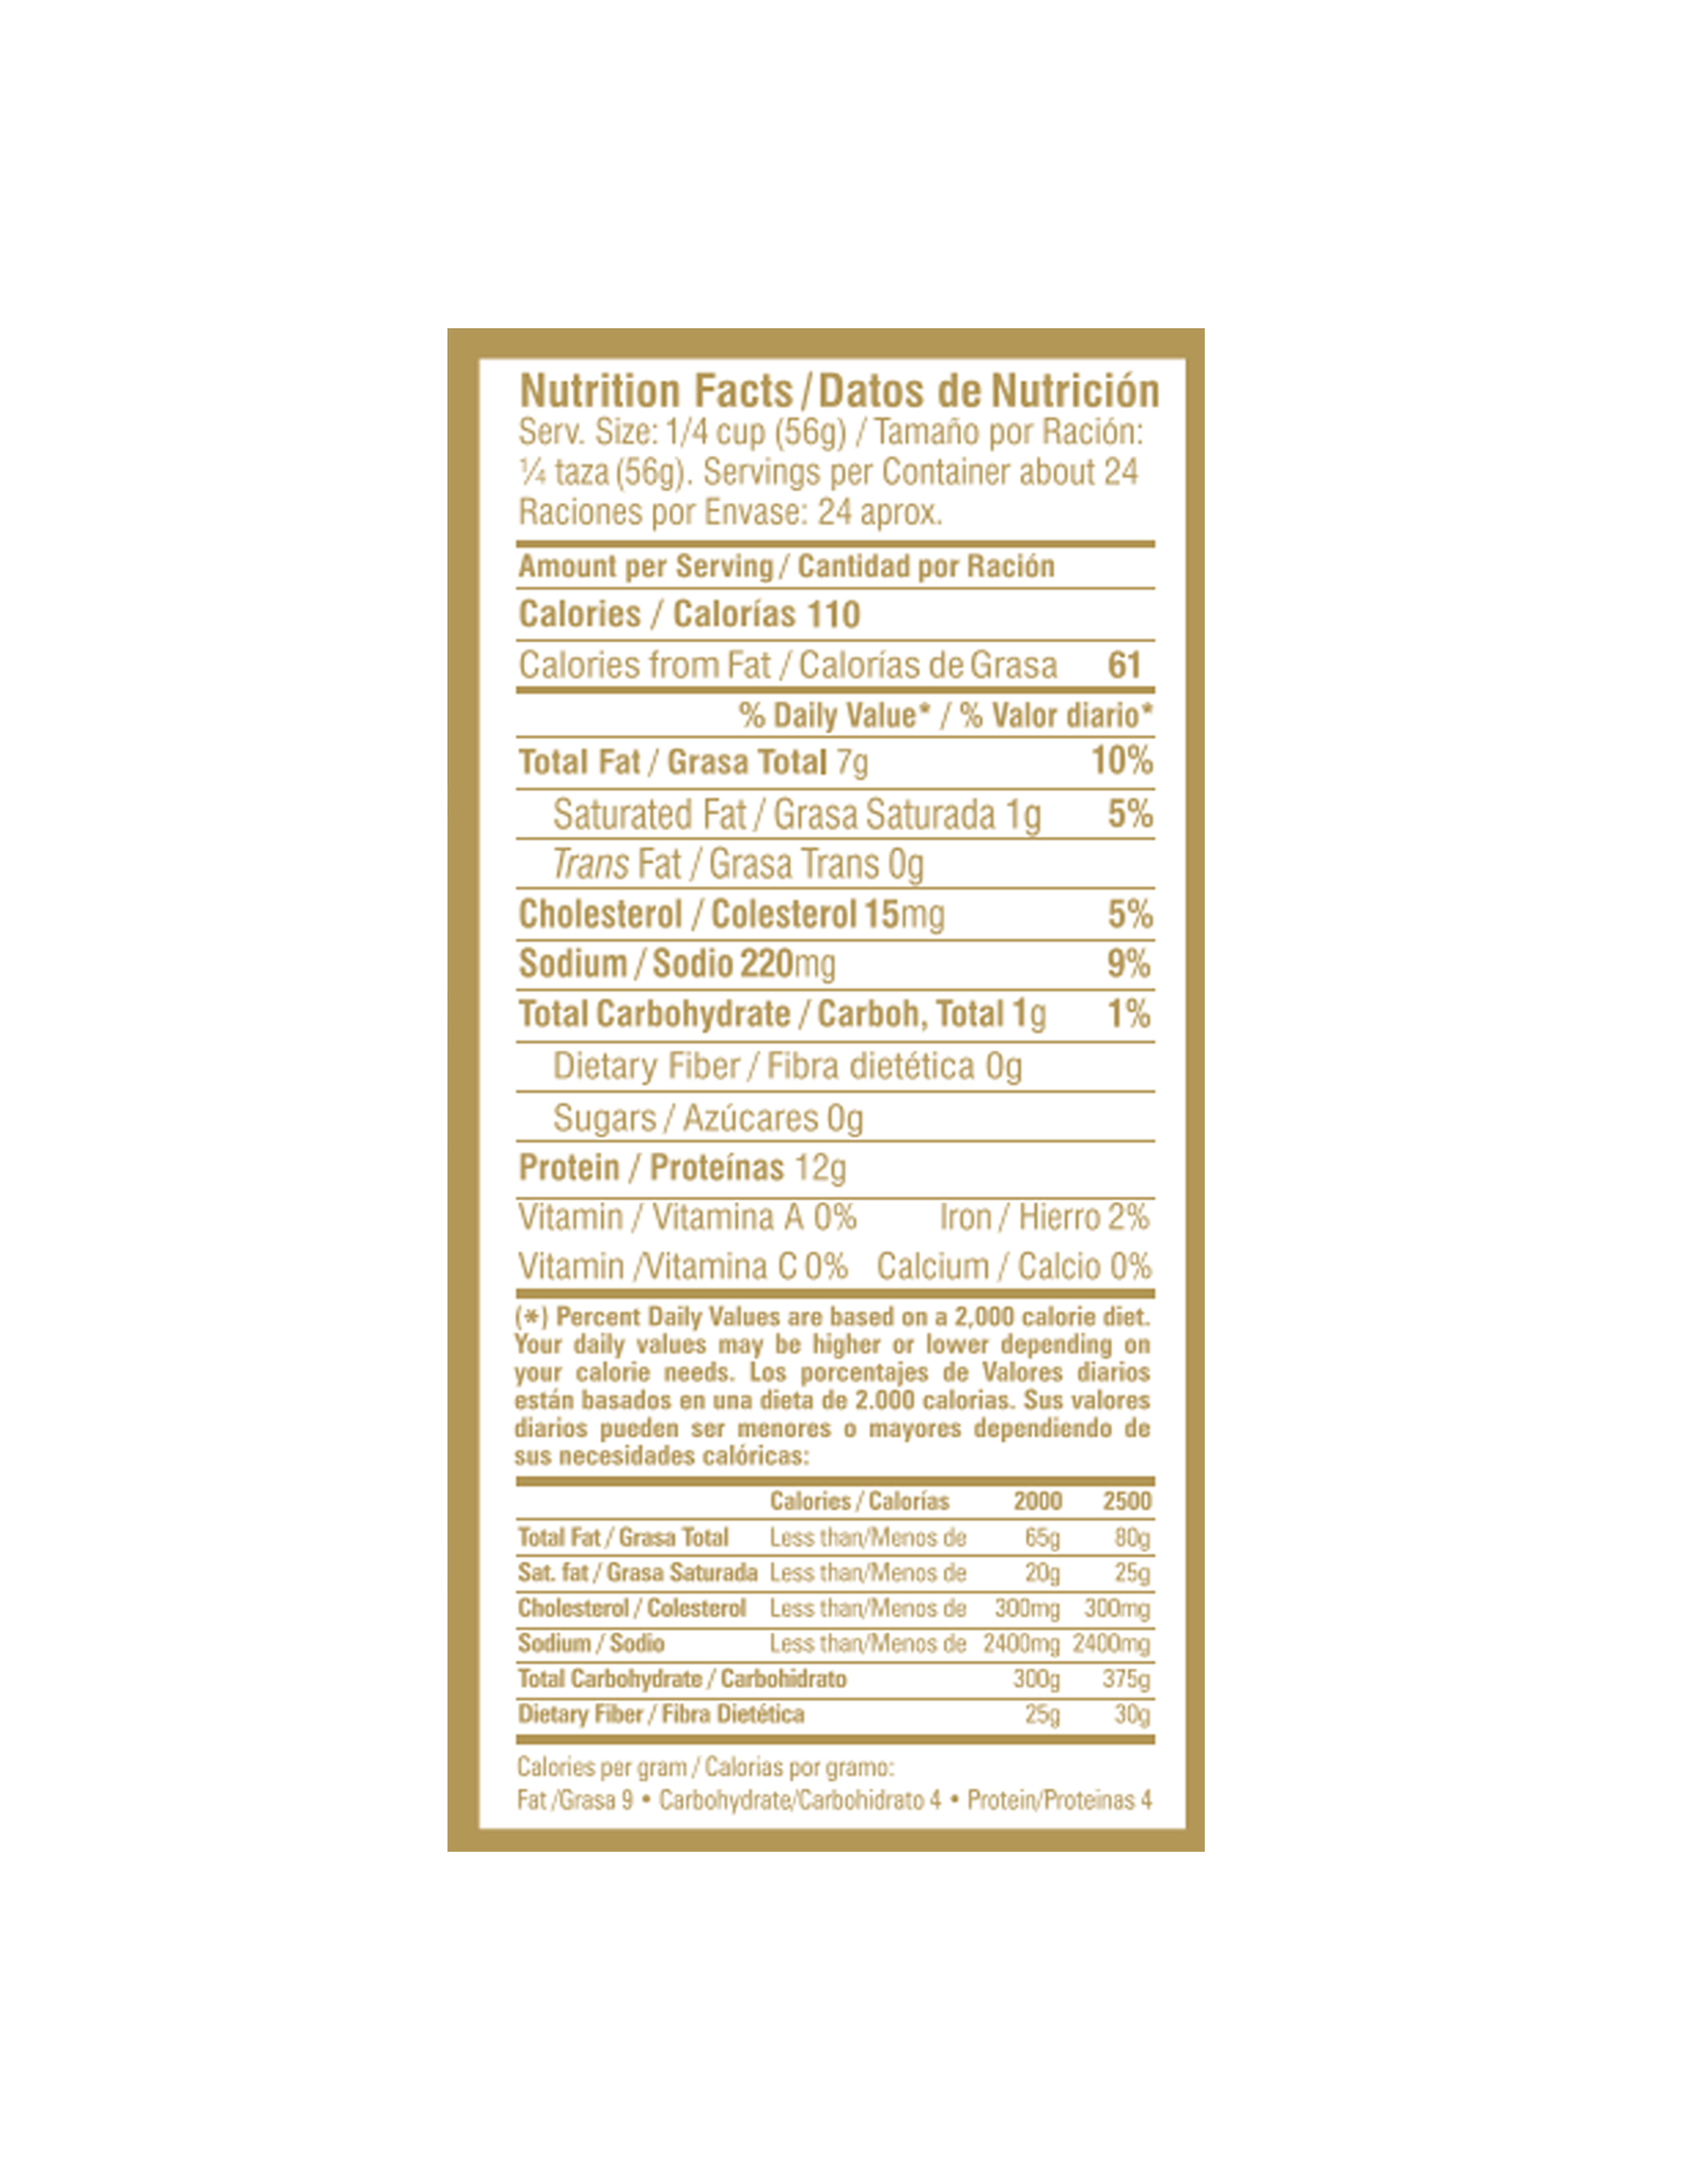 Nutrition Facts / Datos de Nutrición
Serv. Size: 1/4 cup (56g) / Tamaño por Ración:
¼ taza (56g). Servings per Container about 24
Raciones por Envase: 24 aprox.
Amount per Serving / Cantidad por Ración
Calories / Calorías 110
Calories from Fat / Calorías de Grasa 61
% Daily Value* / % Valor diario*
Total Fat / Grasa Total 7g 10%
Saturated Fat / Grasa Saturada 1g 5%
Trans Fat / Grasa Trans 0g
Cholesterol / Colesterol 15mg 5%
Sodium / Sodio 220mg 9%
Total Carbohydrate / Carboh, Total 1g 1%
Dietary Fiber / Fibra dietética 0g
Sugars / Azúcares 0g
Protein / Proteínas 12g
Vitamin / Vitamina A 0% Iron / Hierro 2%
Vitamin /Vitamina C 0% Calcium / Calcio 0%
(*) Percent Daily Values are based on a 2,000 calorie diet.
Your daily values may be higher or lower depending on
your calorie needs. Los porcentajes de Valores diarios
están basados en una dieta de 2.000 calorias. Sus valores
diarios pueden ser menores o mayores dependiendo de
sus necesidades calóricas:
Calories / Calorías 2000 2500
Total Fat / Grasa Total Less than/Menos de 65g 80g
Sat. fat / Grasa Saturada Less than/Menos de 20g 25g
Cholesterol / Colesterol Less than/Menos de 300mg 300mg
Sodium / Sodio Less than/Menos de 2400mg 2400mg
Total Carbohydrate / Carbohidrato 300g 375g
Dietary Fiber / Fibra Dietética 25g 30g
Calories per gram / Calorias por gramo:
Fat /Grasa 9 • Carbohydrate/Carbohidrato 4 • Protein/Proteinas 4